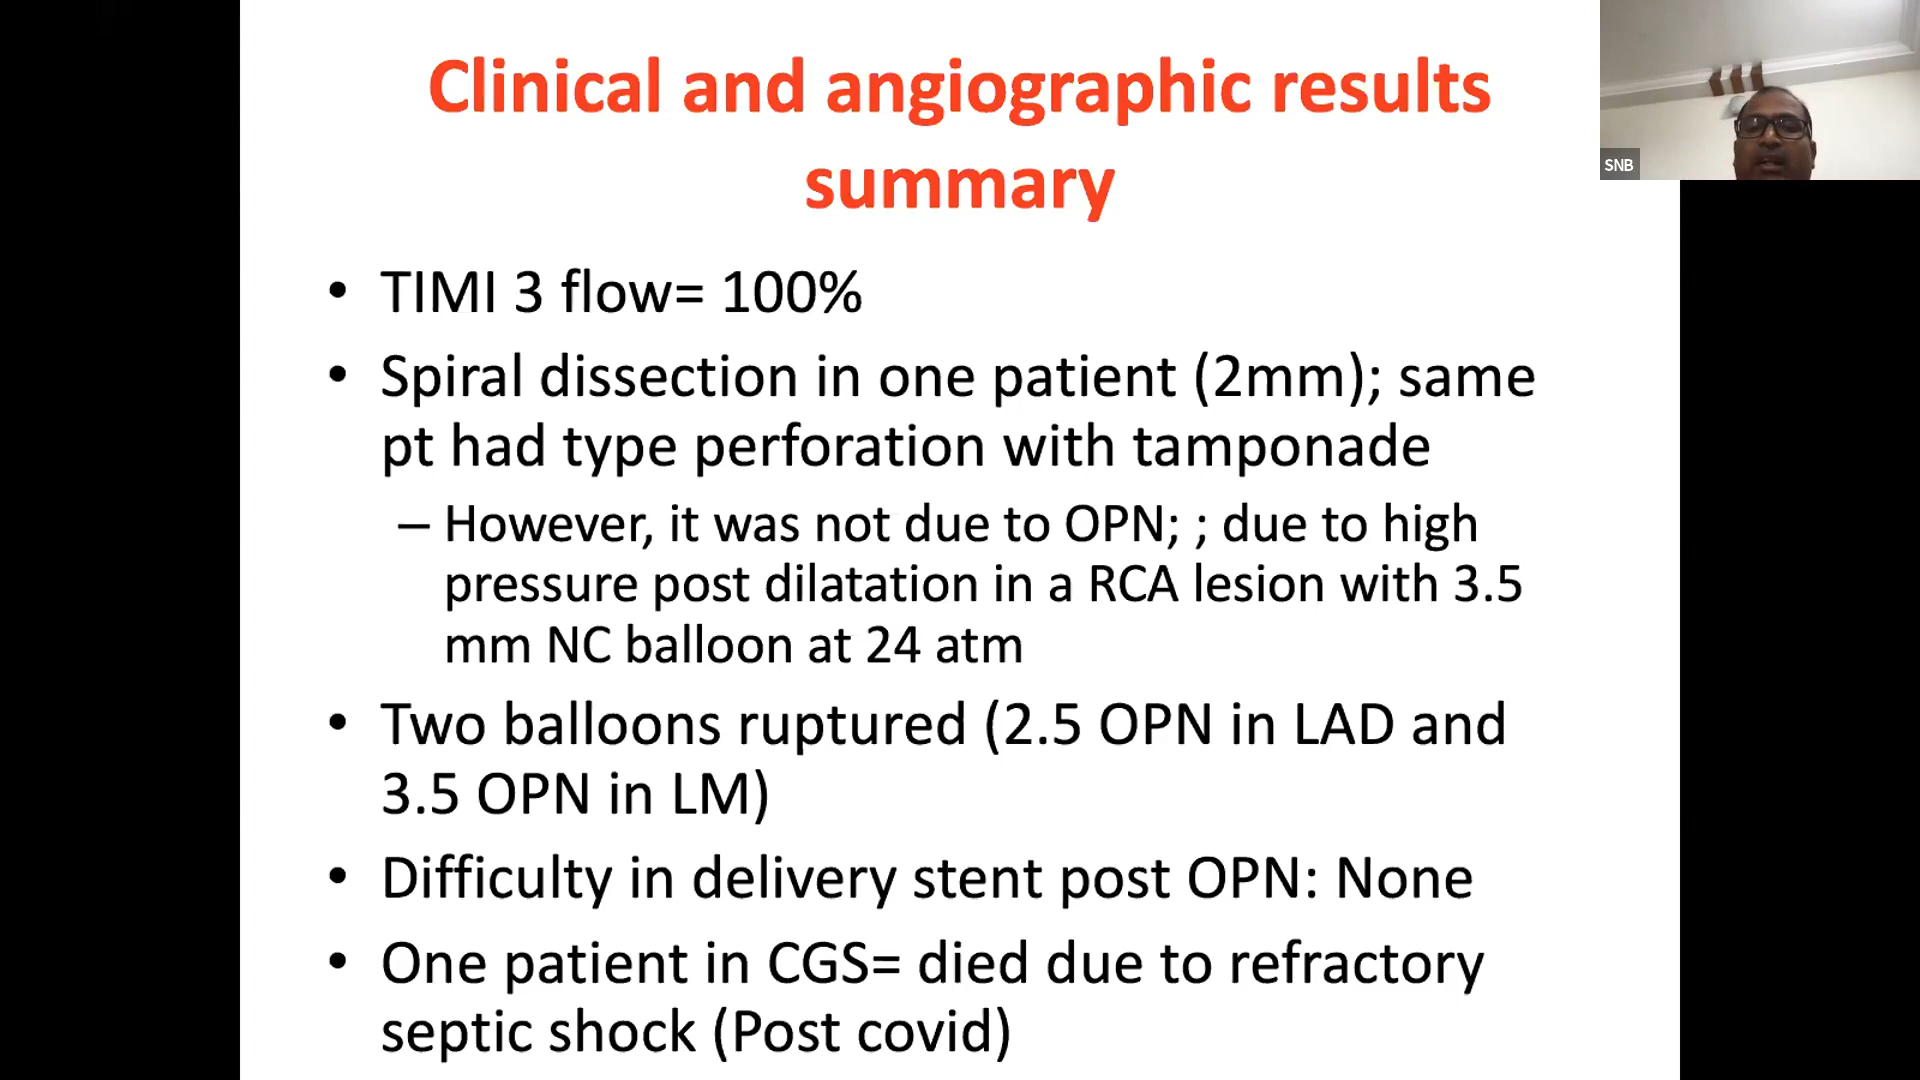 Clinical and angiographic results
summary
SNB
• TIMI 3 flow= 100%
• Spiral dissection in one patient (2mm); same
pt had type perforation with tamponade
– However, it was not due to OPN; ; due to high
pressure post dilatation in a RCA lesion with 3.5
mm NC balloon at 24 atm
• Two balloons ruptured (2.5 OPN in LAD and
3.5 OPN in LM)
• Difficulty in delivery stent post OPN: None
• One patient in CGS= died due to refractory
septic shock (Post covid)